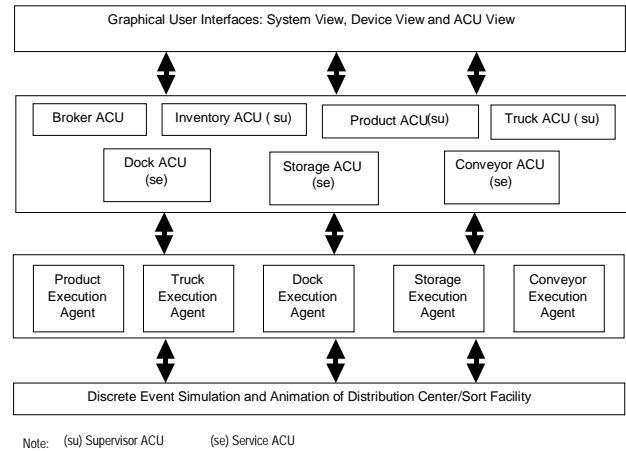 Graphical User Interfaces: System View, Device View and ACU View
Broker ACU
Inventory ACU ( su)
Product ACU(su)
Truck ACU ( su)
Dock ACU
(se)
Storage ACU
(se)
Conveyor ACU
(se)
Product
Execution
Agent
Truck
Execution
Agent
Dock
Execution
Agent
Storage
Execution
Agent
Conveyor
Execution
Agent
Discrete Event Simulation and Animation of Distribution Center/Sort Facility
Note: (su) Supervisor ACU (se) Service ACU